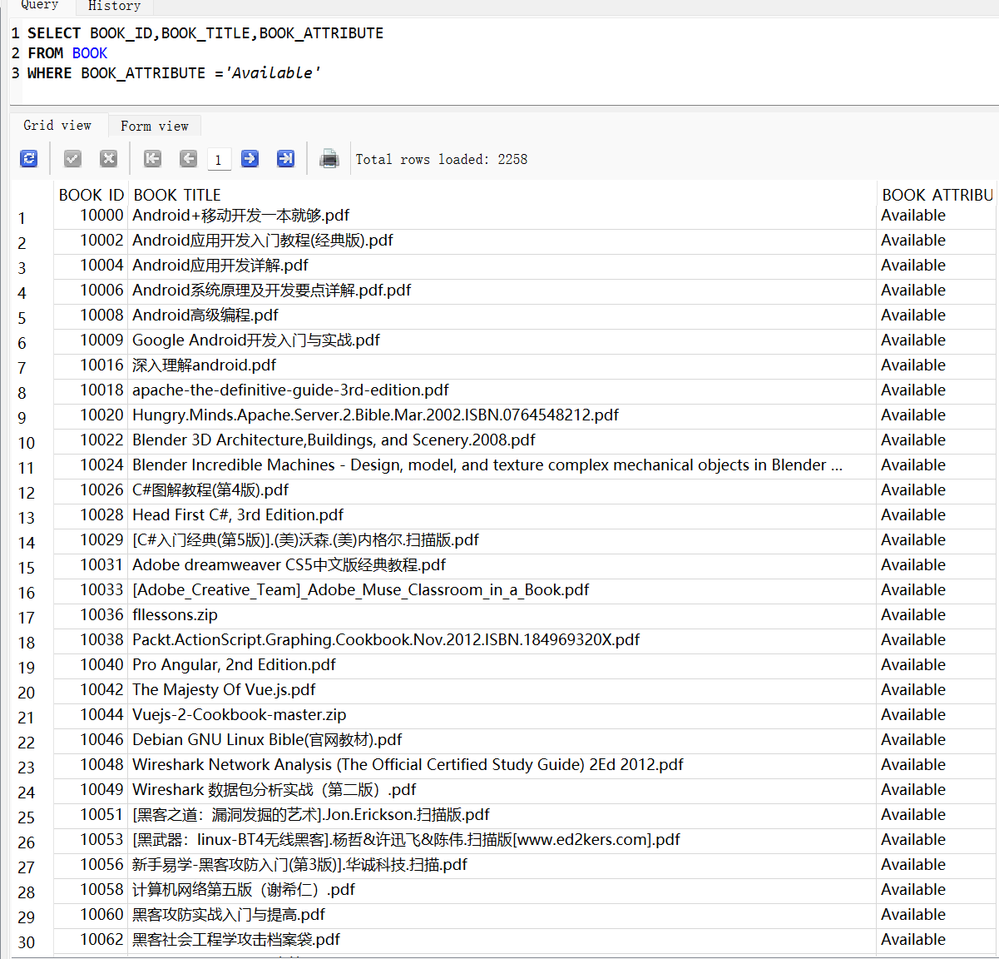 Query History
1 SELECT BOOK_ID,BOOK_TITLE,BOOK_ATTRIBUTE
2 FROM BOOK
3 WHERE BOOK_ATTRIBUTE ='Available'
Grid view Form view
1 Total rows loaded: 2258
BOOK_ID BOOK_TITLE BOOK_ATTRIBU
1 10000 Android+移动开发一本就够.pdf Available
2 10002 Android应用开发入门教程(经典版).pdf Available
3 10004 Android应用开发详解.pdf Available
4 10006 Android系统原理及开发要点详解.pdf.pdf Available
5 10008 Android高级编程.pdf Available
6 10009 Google Android开发入门与实战.pdf Available
7 10016 深入理解android.pdf Available
8 10018 apache-the-definitive-guide-3rd-edition.pdf Available
9 10020 Hungry.Minds.Apache.Server.2.Bible.Mar.2002.ISBN.0764548212.pdf Available
10 10022 Blender 3D Architecture,Buildings, and Scenery.2008.pdf Available
11 10024 Blender Incredible Machines - Design, model, and texture complex mechanical objects in Blender ... Available
12 10026 C#图解教程(第4版).pdf Available
13 10028 Head First C#, 3rd Edition.pdf Available
14 10029 [C#入门经典(第5版)].(美)沃森.(美)内格尔.扫描版.pdf Available
15 10031 Adobe dreamweaver CS5中文版经典教程.pdf Available
16 10033 [Adobe_Creative_Team]_Adobe_Muse_Classroom_in_a_Book.pdf Available
17 10036 fllessons.zip Available
18 10038 Packt.ActionScript.Graphing.Cookbook.Nov.2012.ISBN.184969320X.pdf Available
19 10040 Pro Angular, 2nd Edition.pdf Available
20 10042 The Majesty Of Vue.js.pdf Available
21 10044 Vuejs-2-Cookbook-master.zip Available
22 10046 Debian GNU Linux Bible(官网教材).pdf Available
23 10048 Wireshark Network Analysis (The Official Certified Study Guide) 2Ed 2012.pdf Available
24 10049 Wireshark 数据包分析实战（第二版）.pdf Available
25 10051 [黑客之道：漏洞发掘的艺术].Jon.Erickson.扫描版.pdf Available
26 10053 [黑武器：linux-BT4无线黑客].杨哲&许迅飞&陈伟.扫描版[www.ed2kers.com].pdf Available
27 10056 新手易学-黑客攻防入门(第3版)].华诚科技.扫描.pdf Available
28 10058 计算机网络第五版（谢希仁）.pdf Available
29 10060 黑客攻防实战入门与提高.pdf Available
30 10062 黑客社会工程学攻击档案袋.pdf Available